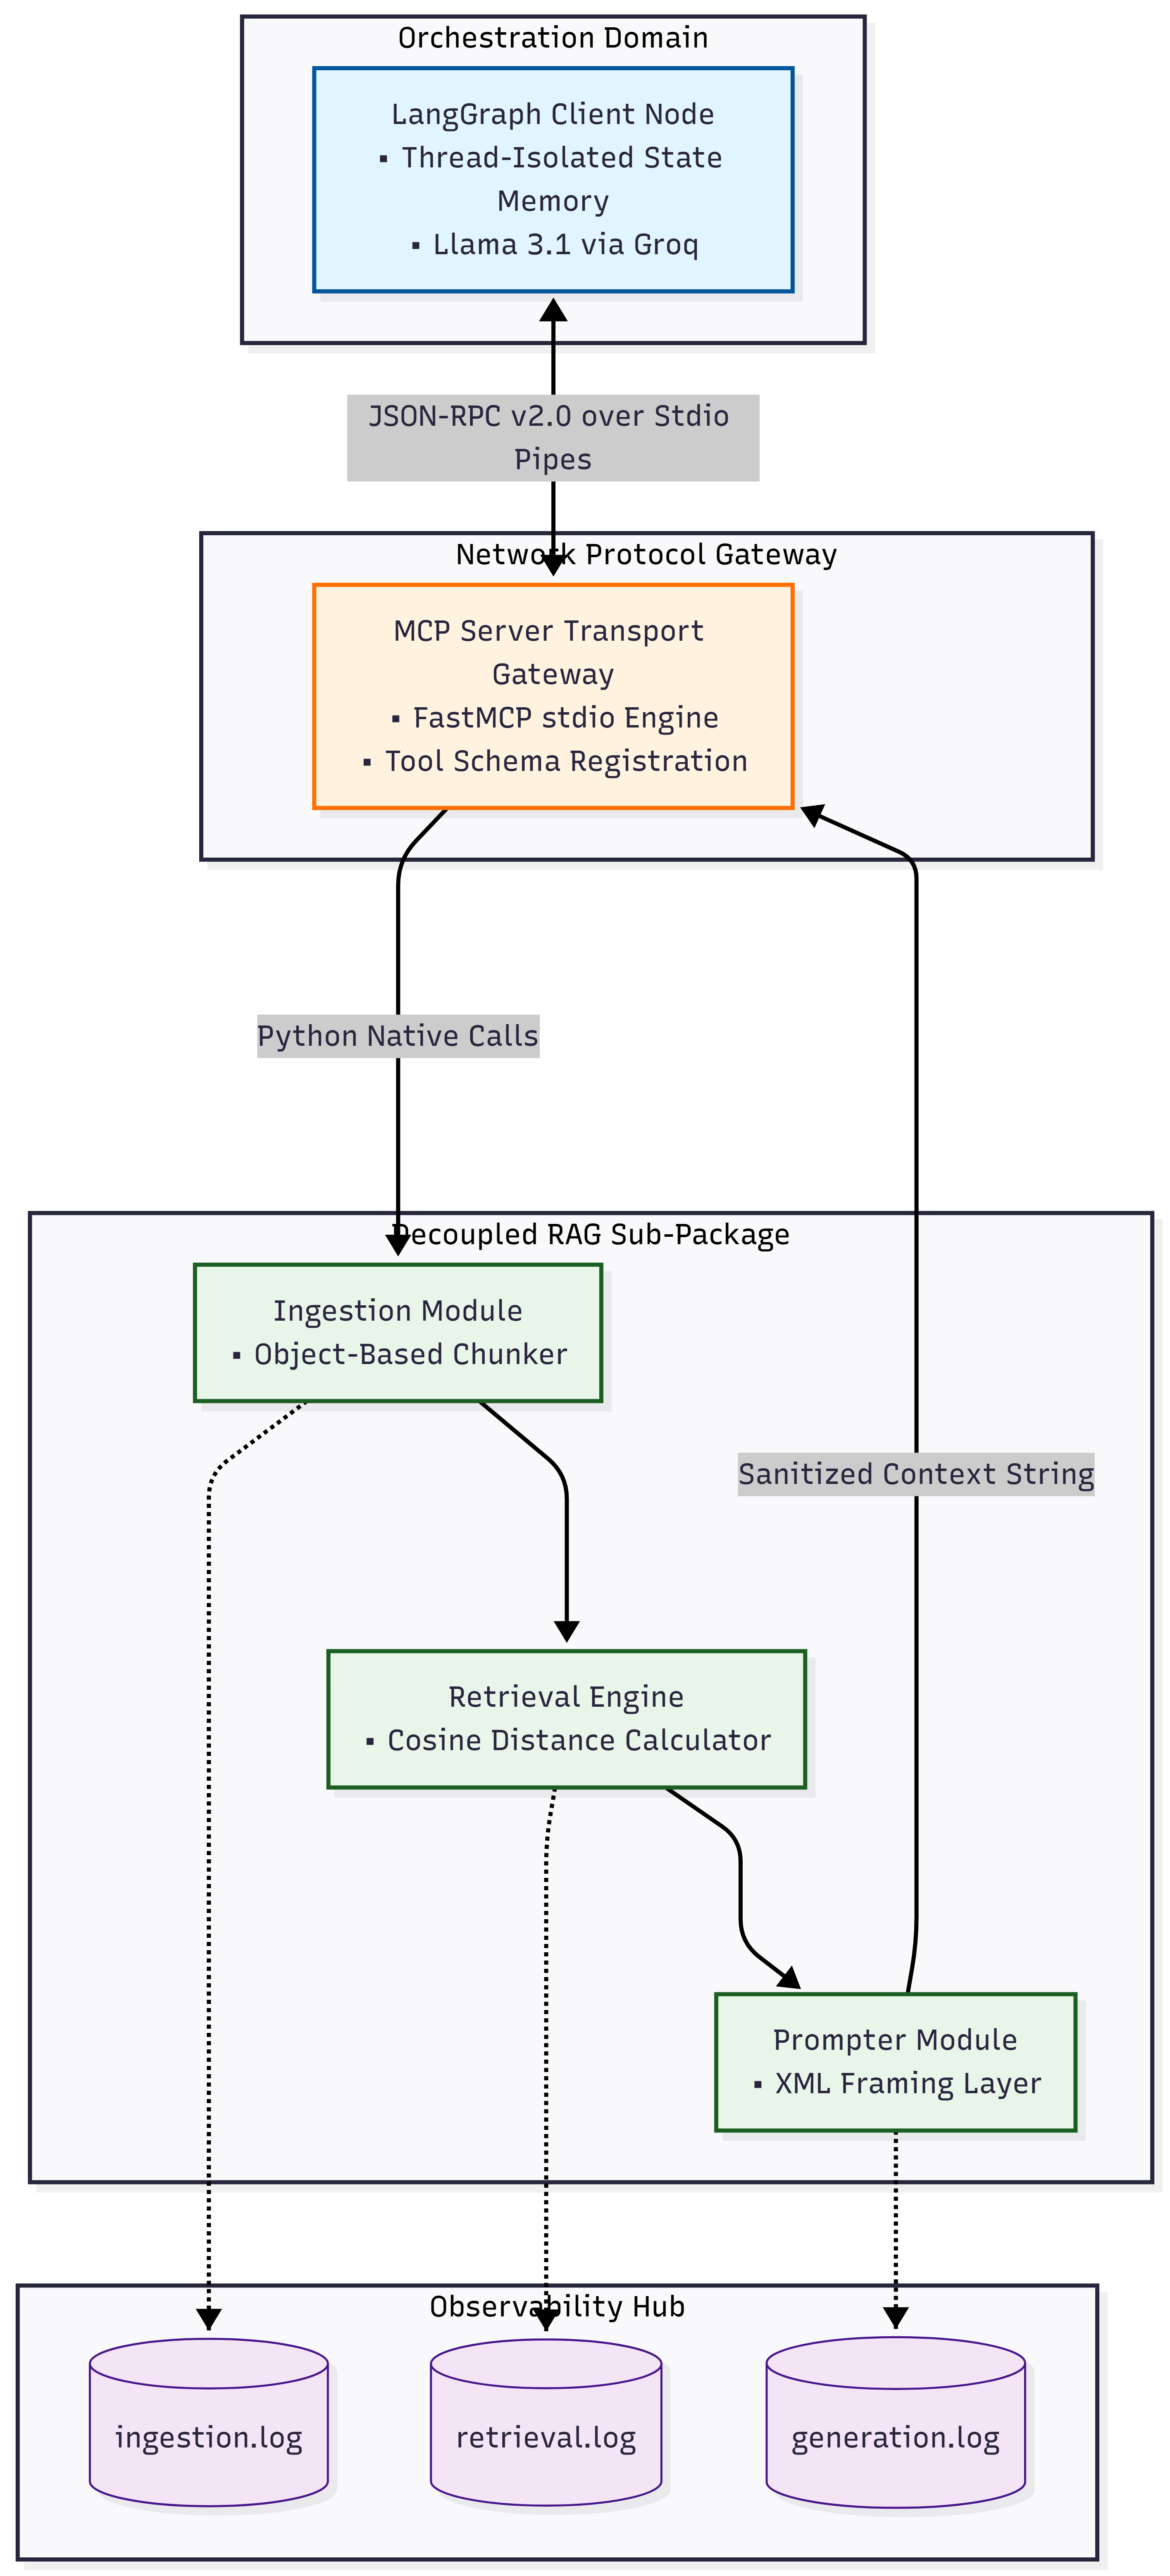 Orchestration Domain
LangGraph Client Node
▪ Thread-Isolated State
Memory
▪ Llama 3.1 via Groq
JSON-RPC v2.0 over Stdio
Pipes
Network Protocol Gateway
MCP Server Transport
Gateway
▪ FastMCP stdio Engine
▪ Tool Schema Registration
Python Native Calls
Decoupled RAG Sub-Package
Ingestion Module
▪ Object-Based Chunker
Sanitized Context String
Retrieval Engine
▪ Cosine Distance Calculator
Prompter Module
▪ XML Framing Layer
Observability Hub
ingestion.log
retrieval.log
generation.log